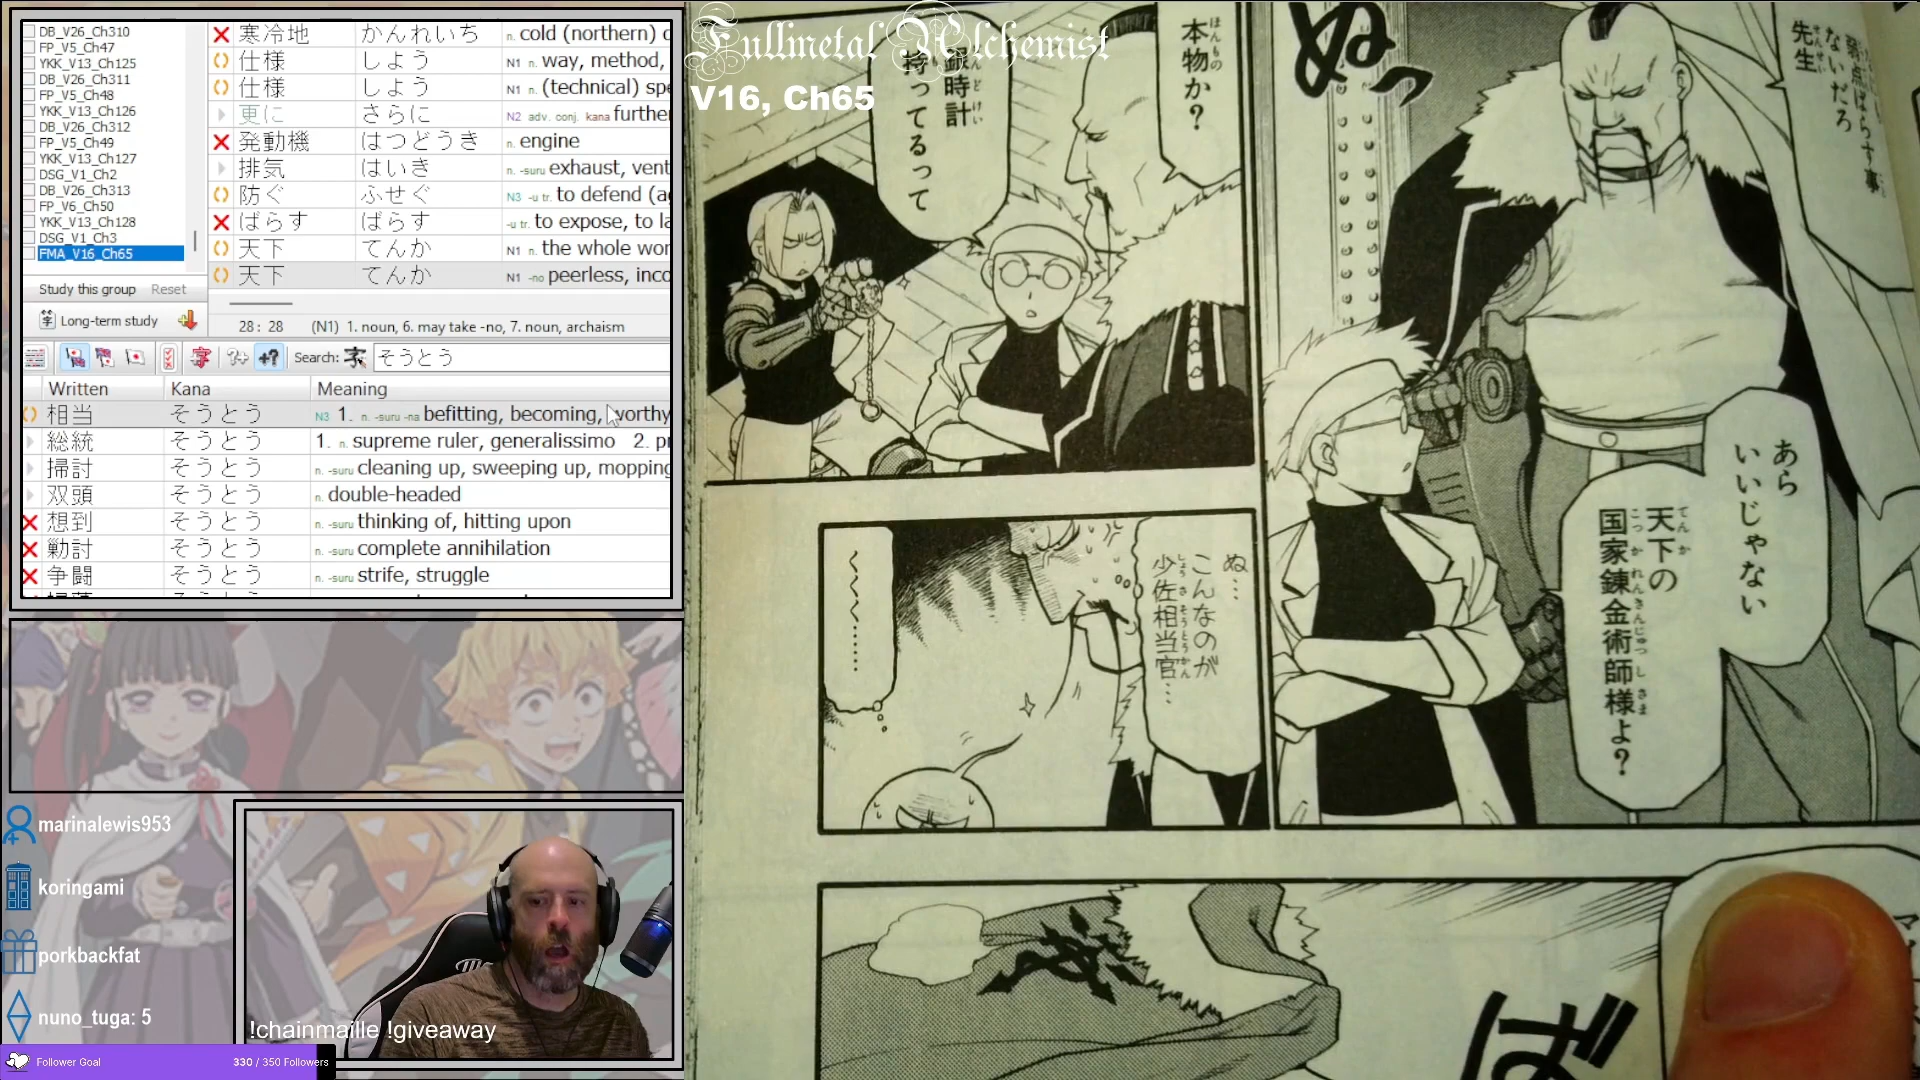 DB_V26_Ch310
FP_V5_Ch47
YKK_V13_Ch125
DB_V26_Ch311
FP_V5_Ch48
YKK_V13_Ch126
DB_V26_Ch312
FP_V5_Ch49
YKK_V13_Ch127
DSG_V1_Ch2
DB_V26_Ch313
FP_V6_Ch50
YKK_V13_Ch128
DSG_V1_Ch3
FMA_V16_Ch65
Study this group Reset
Long-term study
寒冷地 かんれいち n. cold (northern)
仕様 しよう N1 n. way, method,
仕様 しよう N1 n. (technical)
更に さらに N2 adv. conj. kana
発動機 はつどうき n. engine
排気 はいき n. -suru exhaust, vent
防ぐ ふせぐ N3 -u tr. to defend
ばらす ばらす -u tr. to expose, to
天下 てんか N1 n. the whole
天下 てんか N1 -no peerless,
28: 28 (N1) 1. noun, 6. may take -no, 7. noun, archaism
Search: そうとう
Written Kana Meaning
相当 そうとう N3 1. n. -suru -na befitting, becoming, worthy
総統 そうとう 1. n. supreme ruler, generalissimo 2.
掃討 そうとう n. -suru cleaning up, sweeping up, mopping
双頭 そうとう n. double-headed
想到 そうとう n. -suru thinking of, hitting upon
勦討 そうとう n. -suru complete annihilation
争闘 そうとう n. -suru strife, struggle
marinalewis953
koringami
porkbackfat
nuno_tuga: 5
!chainmaille !giveaway
Follower Goal 330 / 350 Followers
Fullmetal Alchemist
V16, Ch65
弱点ばらす事
ないだろ
先生
ぬっ
あら
いいじゃない
天下の
国家錬金術師様よ?
本物か?
銀時計
持ってるって
ぬ…
こんなのが
少佐相当官…